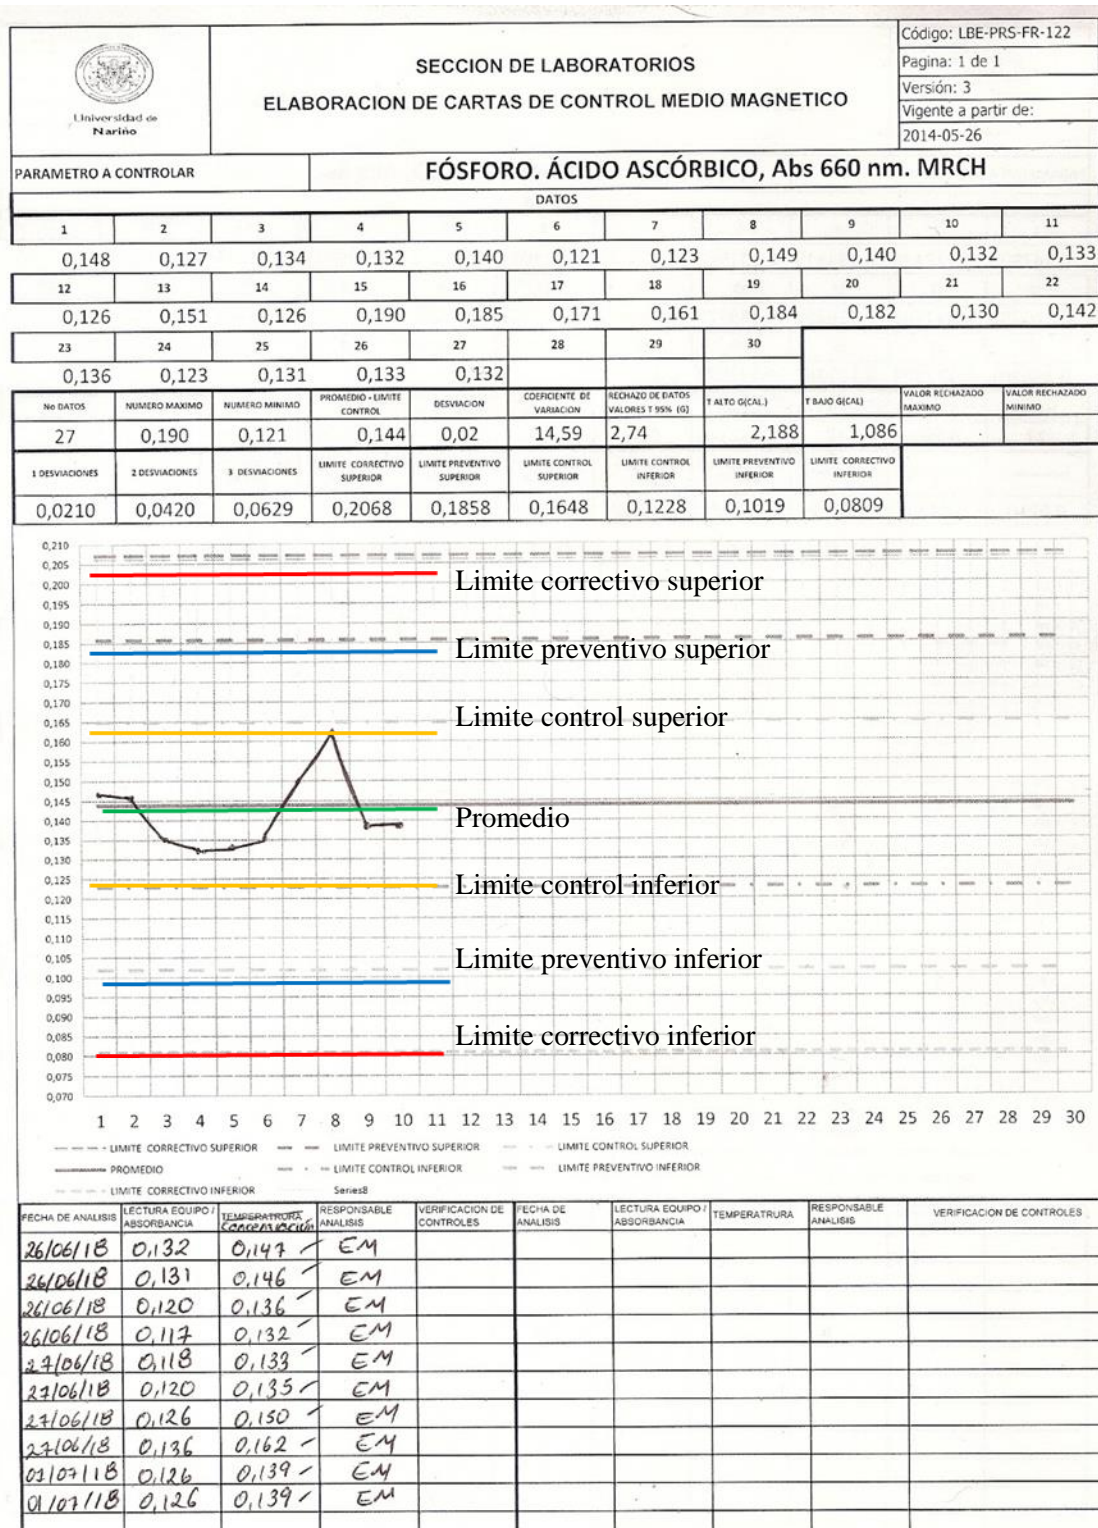 Universidad de
Nariño
SECCION DE LABORATORIOS
ELABORACION DE CARTAS DE CONTROL MEDIO MAGNETICO
Código: LBE-PRS-FR-122
Pagina: 1 de 1
Versión: 3
Vigente a partir de:
2014-05-26
PARAMETRO A CONTROLAR FÓSFORO. ÁCIDO ASCÓRBICO, Abs 660 nm. MRCH
DATOS
1 2 3 4 5 6 7 8 9 10 11
0,148 0,127 0,134 0,132 0,140 0,121 0,123 0,149 0,140 0,132 0,133
12 13 14 15 16 17 18 19 20 21 22
0,126 0,151 0,126 0,190 0,185 0,171 0,161 0,184 0,182 0,130 0,142
23 24 25 26 27 28 29 30
0,136 0,123 0,131 0,133 0,132
No DATOS NUMERO MAXIMO NUMERO MINIMO PROMEDIO - LIMITE CONTROL DESVIACION COEFICIENTE DE VARIACION RECHAZO DE DATOS VALORES T 95% (G) T ALTO G(CAL.) T BAJO G(CAL) VALOR RECHAZADO MAXIMO VALOR RECHAZADO MINIMO
27 0,190 0,121 0,144 0,02 14,59 2,74 2,188 1,086
1 DESVIACIONES 2 DESVIACIONES 3 DESVIACIONES LIMITE CORRECTIVO SUPERIOR LIMITE PREVENTIVO SUPERIOR LIMITE CONTROL SUPERIOR LIMITE CONTROL INFERIOR LIMITE PREVENTIVO INFERIOR LIMITE CORRECTIVO INFERIOR
0,0210 0,0420 0,0629 0,2068 0,1858 0,1648 0,1228 0,1019 0,0809
0,210
0,205
0,200
0,195
0,190
0,185
0,180
0,175
0,170
0,165
0,160
0,155
0,150
0,145
0,140
0,135
0,130
0,125
0,120
0,115
0,110
0,105
0,100
0,095
0,090
0,085
0,080
0,075
0,070
Limite correctivo superior
Limite preventivo superior
Limite control superior
Promedio
Limite control inferior
Limite preventivo inferior
Limite correctivo inferior
1 2 3 4 5 6 7 8 9 10 11 12 13 14 15 16 17 18 19 20 21 22 23 24 25 26 27 28 29 30
LIMITE CORRECTIVO SUPERIOR LIMITE PREVENTIVO SUPERIOR LIMITE CONTROL SUPERIOR
PROMEDIO LIMITE CONTROL INFERIOR LIMITE PREVENTIVO INFERIOR
LIMITE CORRECTIVO INFERIOR Series8
FECHA DE ANALISIS LECTURA EQUIPO / ABSORBANCIA TEMPERATRURA Concentración RESPONSABLE ANALISIS VERIFICACION DE CONTROLES FECHA DE ANALISIS LECTURA EQUIPO / ABSORBANCIA TEMPERATRURA RESPONSABLE ANALISIS VERIFICACION DE CONTROLES
26/06/18 0,132 0,147 EM
26/06/18 0,131 0,146 EM
26/06/18 0,120 0,136 EM
26/06/18 0,117 0,132 EM
27/06/18 0,118 0,133 EM
27/06/18 0,120 0,135 EM
27/06/18 0,126 0,150 EM
27/06/18 0,136 0,162 EM
01/07/18 0,126 0,139 EM
01/07/18 0,126 0,139 EM